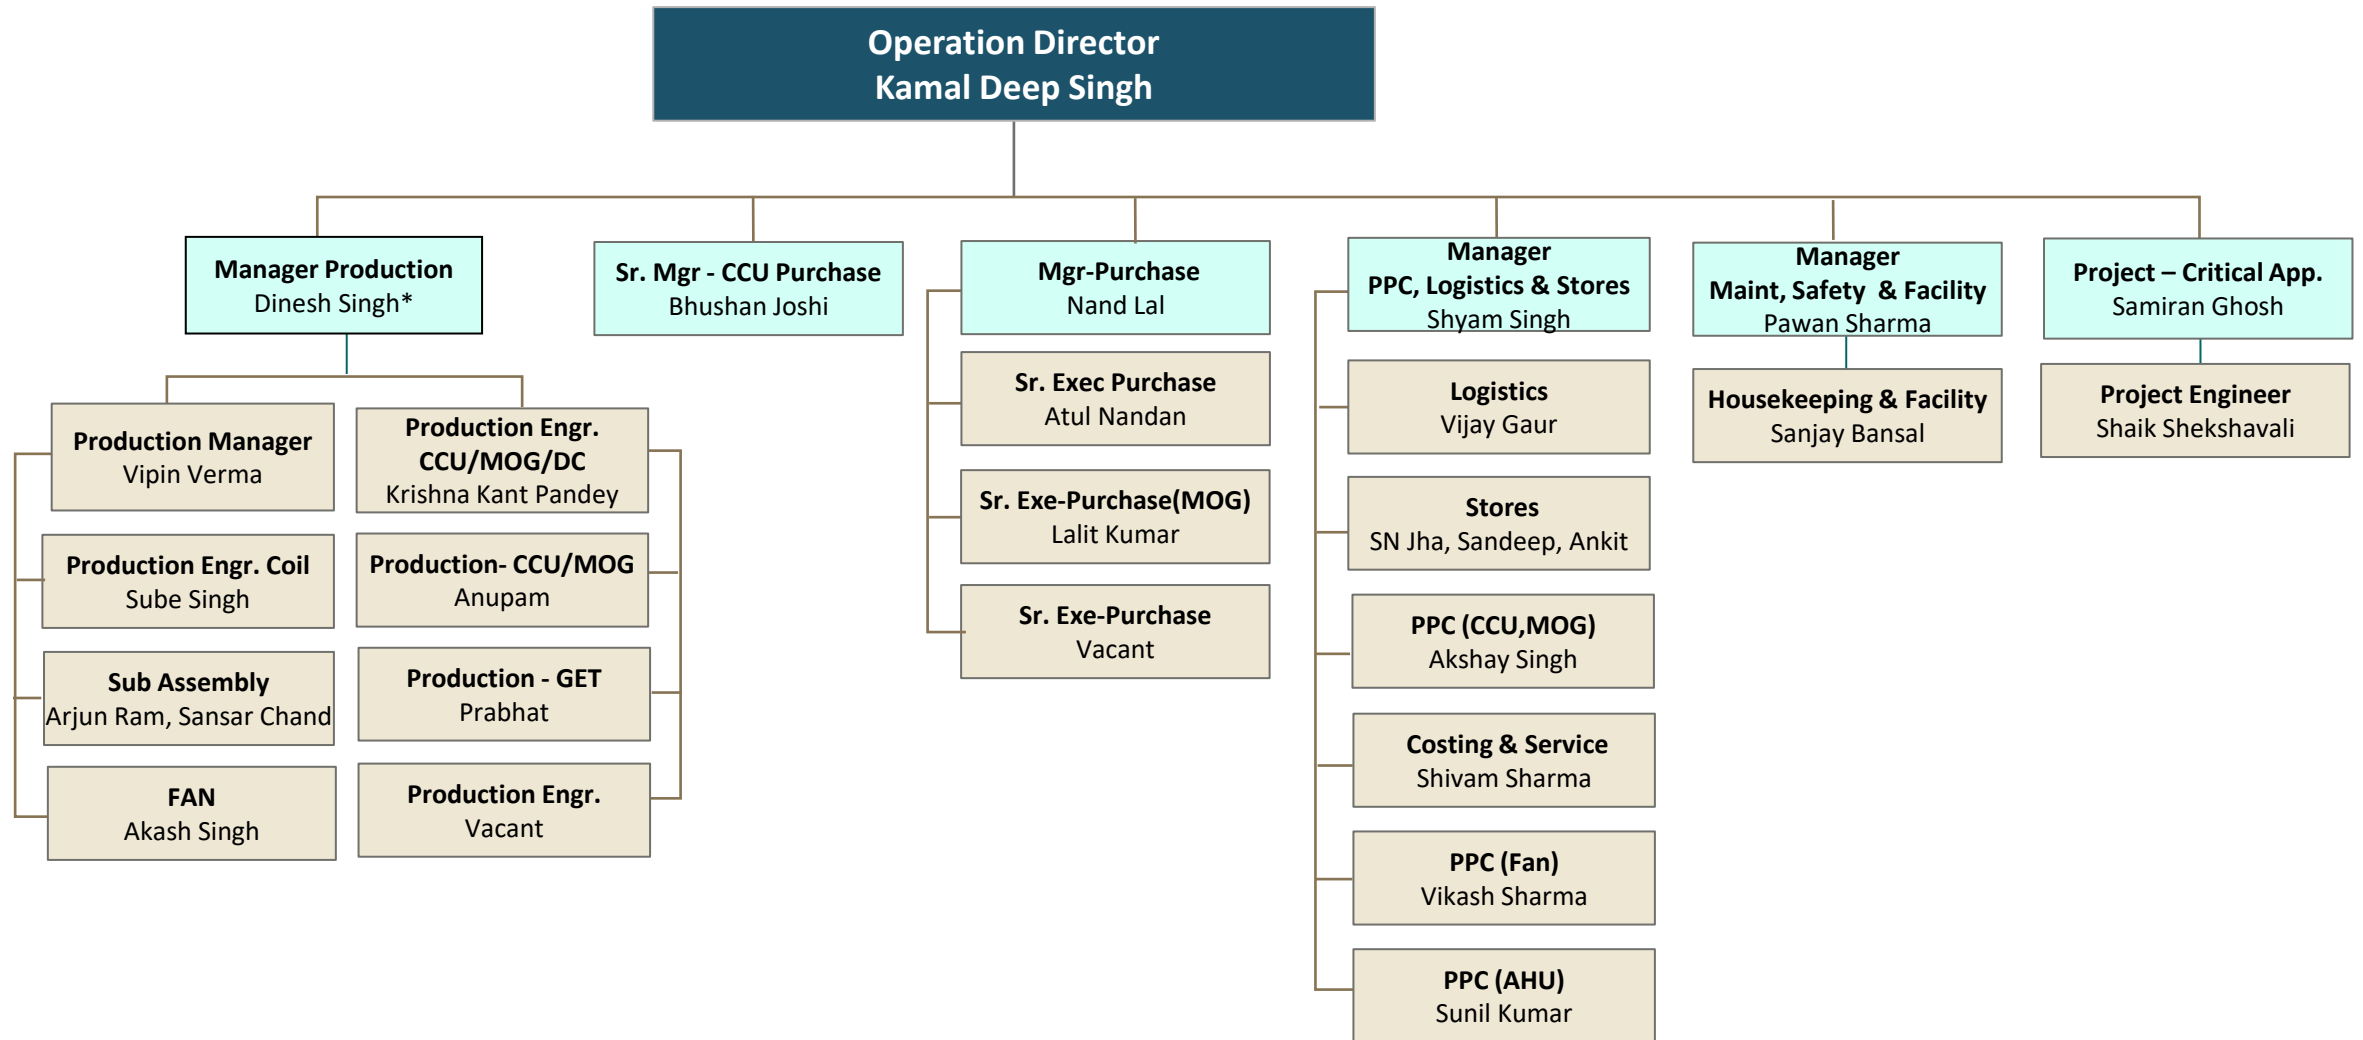 Operation Director
Kamal Deep Singh
Manager Production
Dinesh Singh*
Sr. Mgr - CCU Purchase
Bhushan Joshi
Mgr-Purchase
Nand Lal
Manager
PPC, Logistics & Stores
Shyam Singh
Manager
Maint, Safety & Facility
Pawan Sharma
Project – Critical App.
Samiran Ghosh
Production Manager
Vipin Verma
Production Engr. Coil
Sube Singh
Sub Assembly
Arjun Ram, Sansar Chand
FAN
Akash Singh
Production Engr.
CCU/MOG/DC
Krishna Kant Pandey
Production- CCU/MOG
Anupam
Production - GET
Prabhat
Production Engr.
Vacant
Sr. Exec Purchase
Atul Nandan
Sr. Exe-Purchase(MOG)
Lalit Kumar
Sr. Exe-Purchase
Vacant
Logistics
Vijay Gaur
Stores
SN Jha, Sandeep, Ankit
PPC (CCU,MOG)
Akshay Singh
Costing & Service
Shivam Sharma
PPC (Fan)
Vikash Sharma
PPC (AHU)
Sunil Kumar
Housekeeping & Facility
Sanjay Bansal
Project Engineer
Shaik Shekshavali